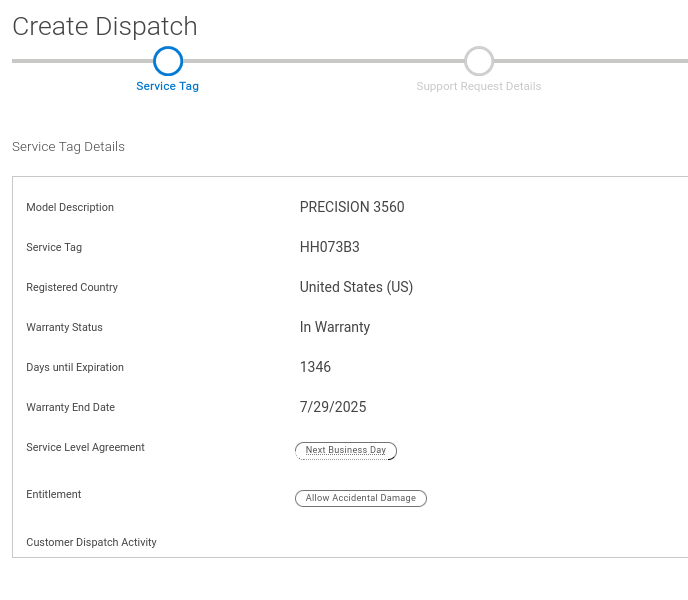 Create Dispatch
Service Tag
Support Request Details
Service Tag Details
Model Description PRECISION 3560
Service Tag HH073B3
Registered Country United States (US)
Warranty Status In Warranty
Days until Expiration 1346
Warranty End Date 7/29/2025
Service Level Agreement Next Business Day
Entitlement Allow Accidental Damage
Customer Dispatch Activity